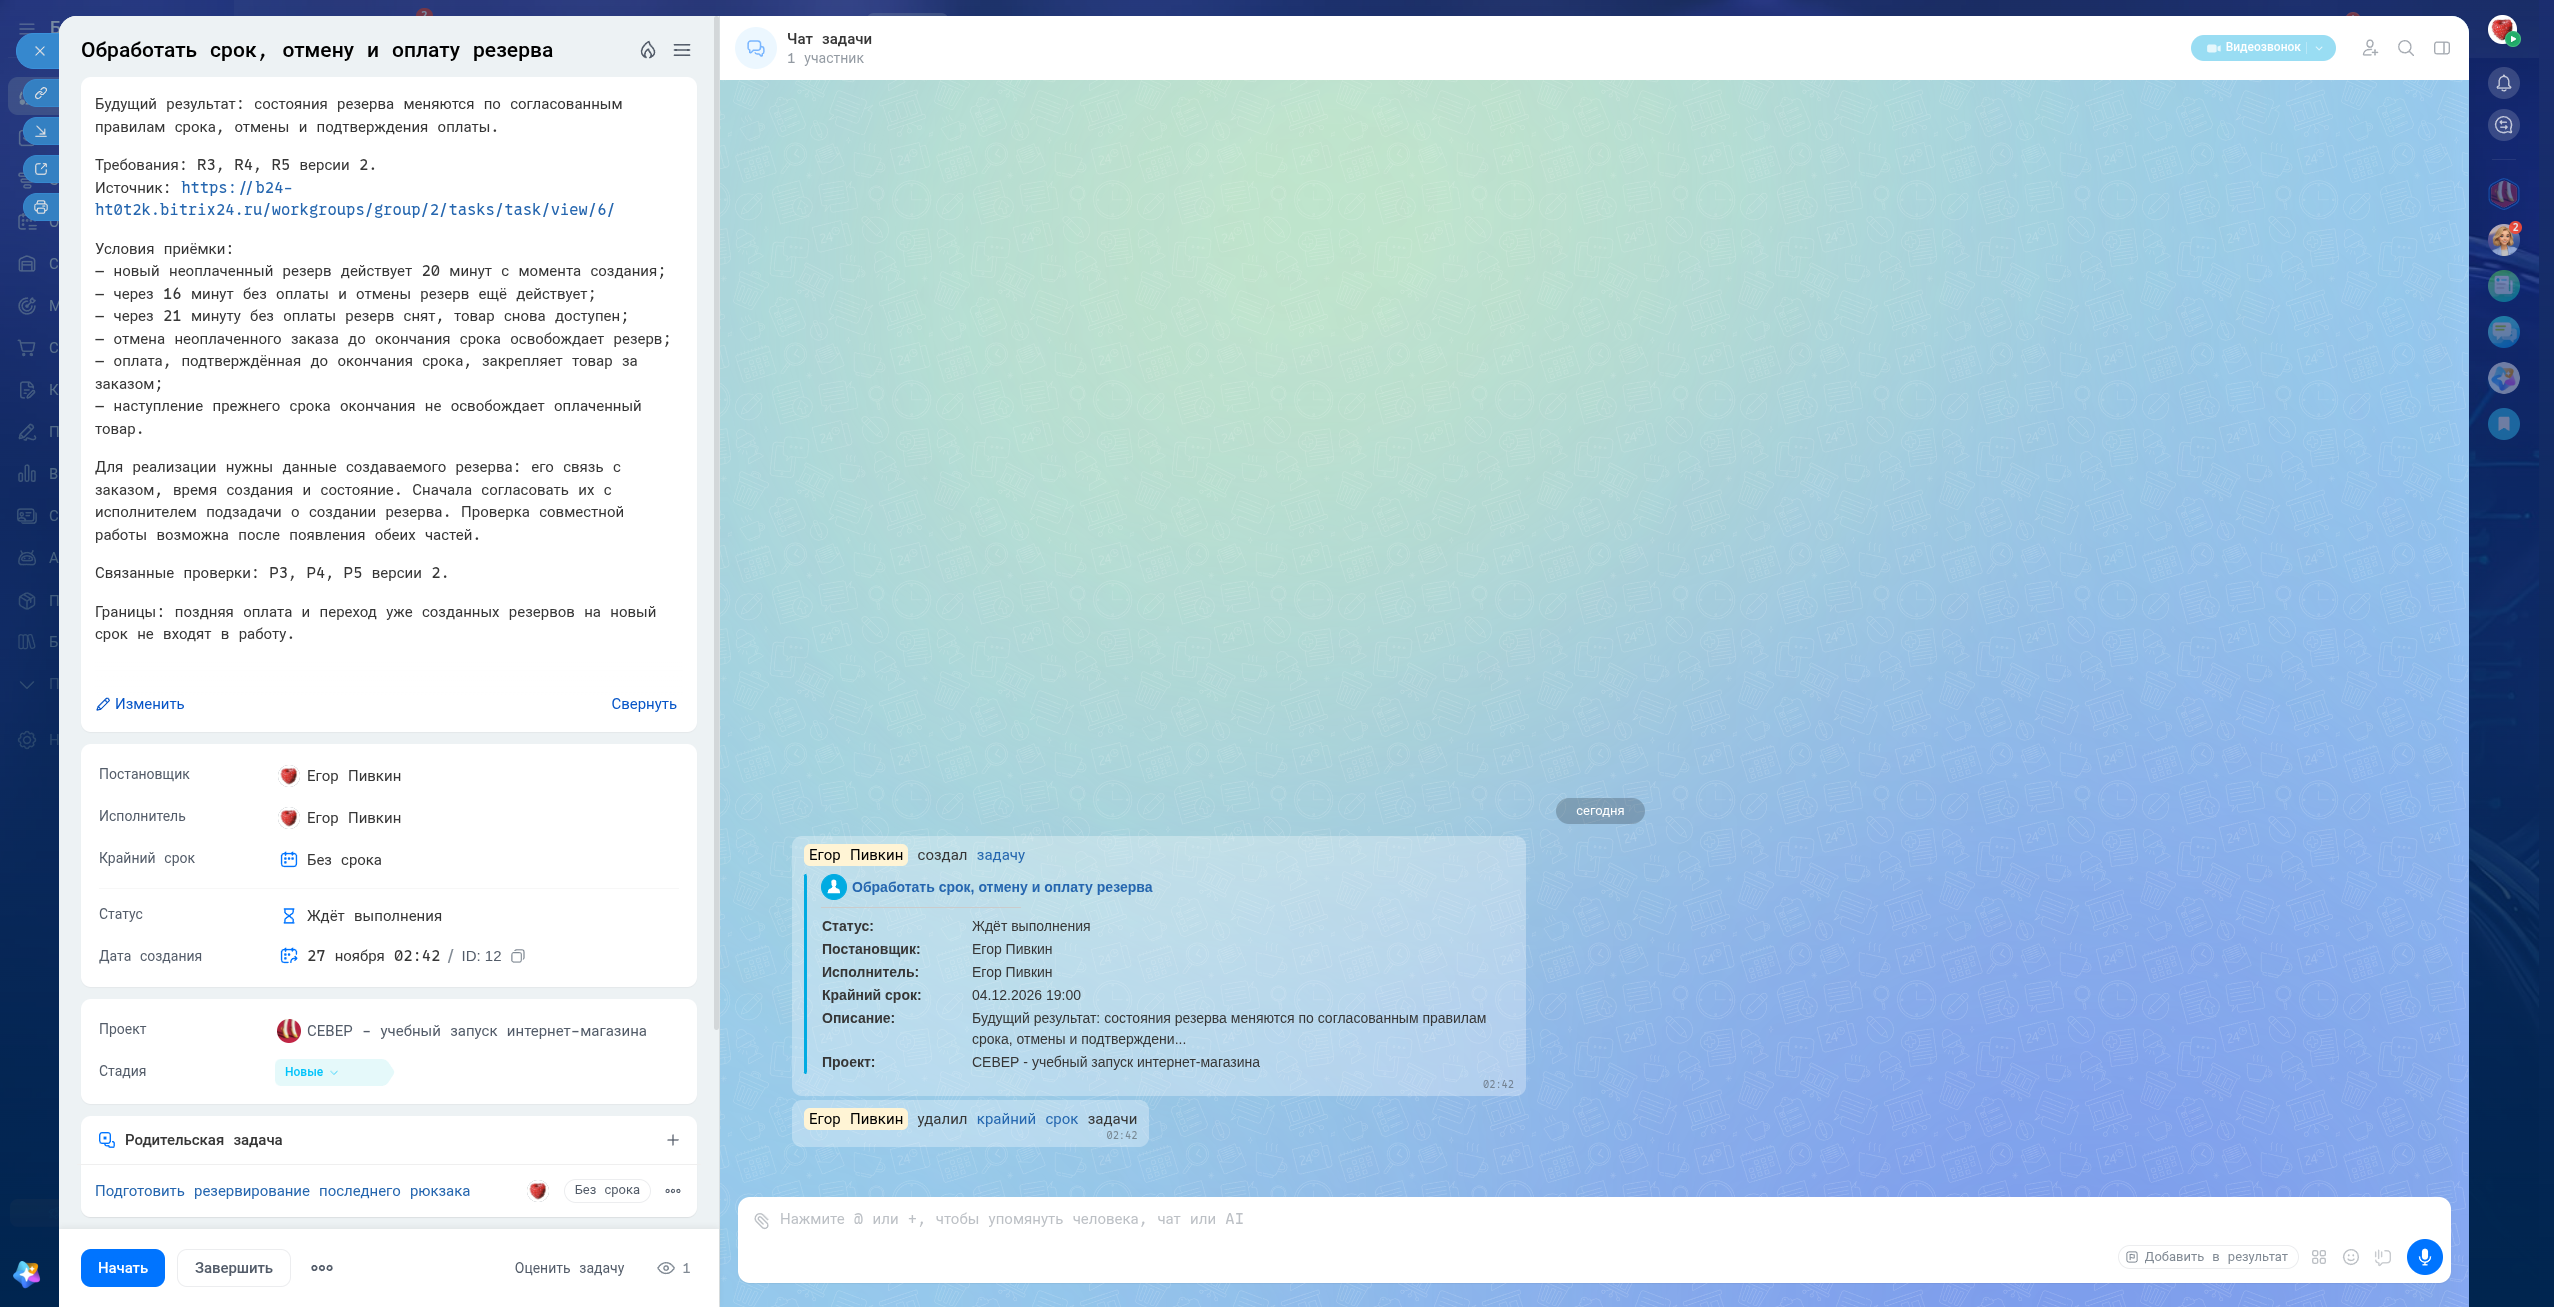 Обработать срок, отмену и оплату резерва
Будущий результат: состояния резерва меняются по согласованным
правилам срока, отмены и подтверждения оплаты.
Требования: R3, R4, R5 версии 2.
Источник: https://b24-
ht0t2k.bitrix24.ru/workgroups/group/2/tasks/task/view/6/
Условия приёмки:
— новый неоплаченный резерв действует 20 минут с момента создания;
— через 16 минут без оплаты и отмены резерв ещё действует;
— через 21 минуту без оплаты резерв снят, товар снова доступен;
— отмена неоплаченного заказа до окончания срока освобождает резерв;
— оплата, подтверждённая до окончания срока, закрепляет товар за
заказом;
— наступление прежнего срока окончания не освобождает оплаченный
товар.
Для реализации нужны данные создаваемого резерва: его связь с
заказом, время создания и состояние. Сначала согласовать их с
исполнителем подзадачи о создании резерва. Проверка совместной
работы возможна после появления обеих частей.
Связанные проверки: P3, P4, P5 версии 2.
Границы: поздняя оплата и переход уже созданных резервов на новый
срок не входят в работу.
Изменить Свернуть
Постановщик Егор Пивкин
Исполнитель Егор Пивкин
Крайний срок Без срока
Статус Ждёт выполнения
Дата создания 27 ноября 02:42 / ID: 12
Проект СЕВЕР - учебный запуск интернет-магазина
Стадия Новые
Родительская задача
Подготовить резервирование последнего рюкзака Без срока
Начать Завершить Оценить задачу 1
Чат задачи
1 участник
Видеозвонок
сегодня
Егор Пивкин создал задачу
Обработать срок, отмену и оплату резерва
Статус: Ждёт выполнения
Постановщик: Егор Пивкин
Исполнитель: Егор Пивкин
Крайний срок: 04.12.2026 19:00
Описание: Будущий результат: состояния резерва меняются по согласованным правилам
срока, отмены и подтверждени...
Проект: СЕВЕР - учебный запуск интернет-магазина
02:42
Егор Пивкин удалил крайний срок задачи
02:42
Нажмите @ или +, чтобы упомянуть человека, чат или AI
Добавить в результат
2